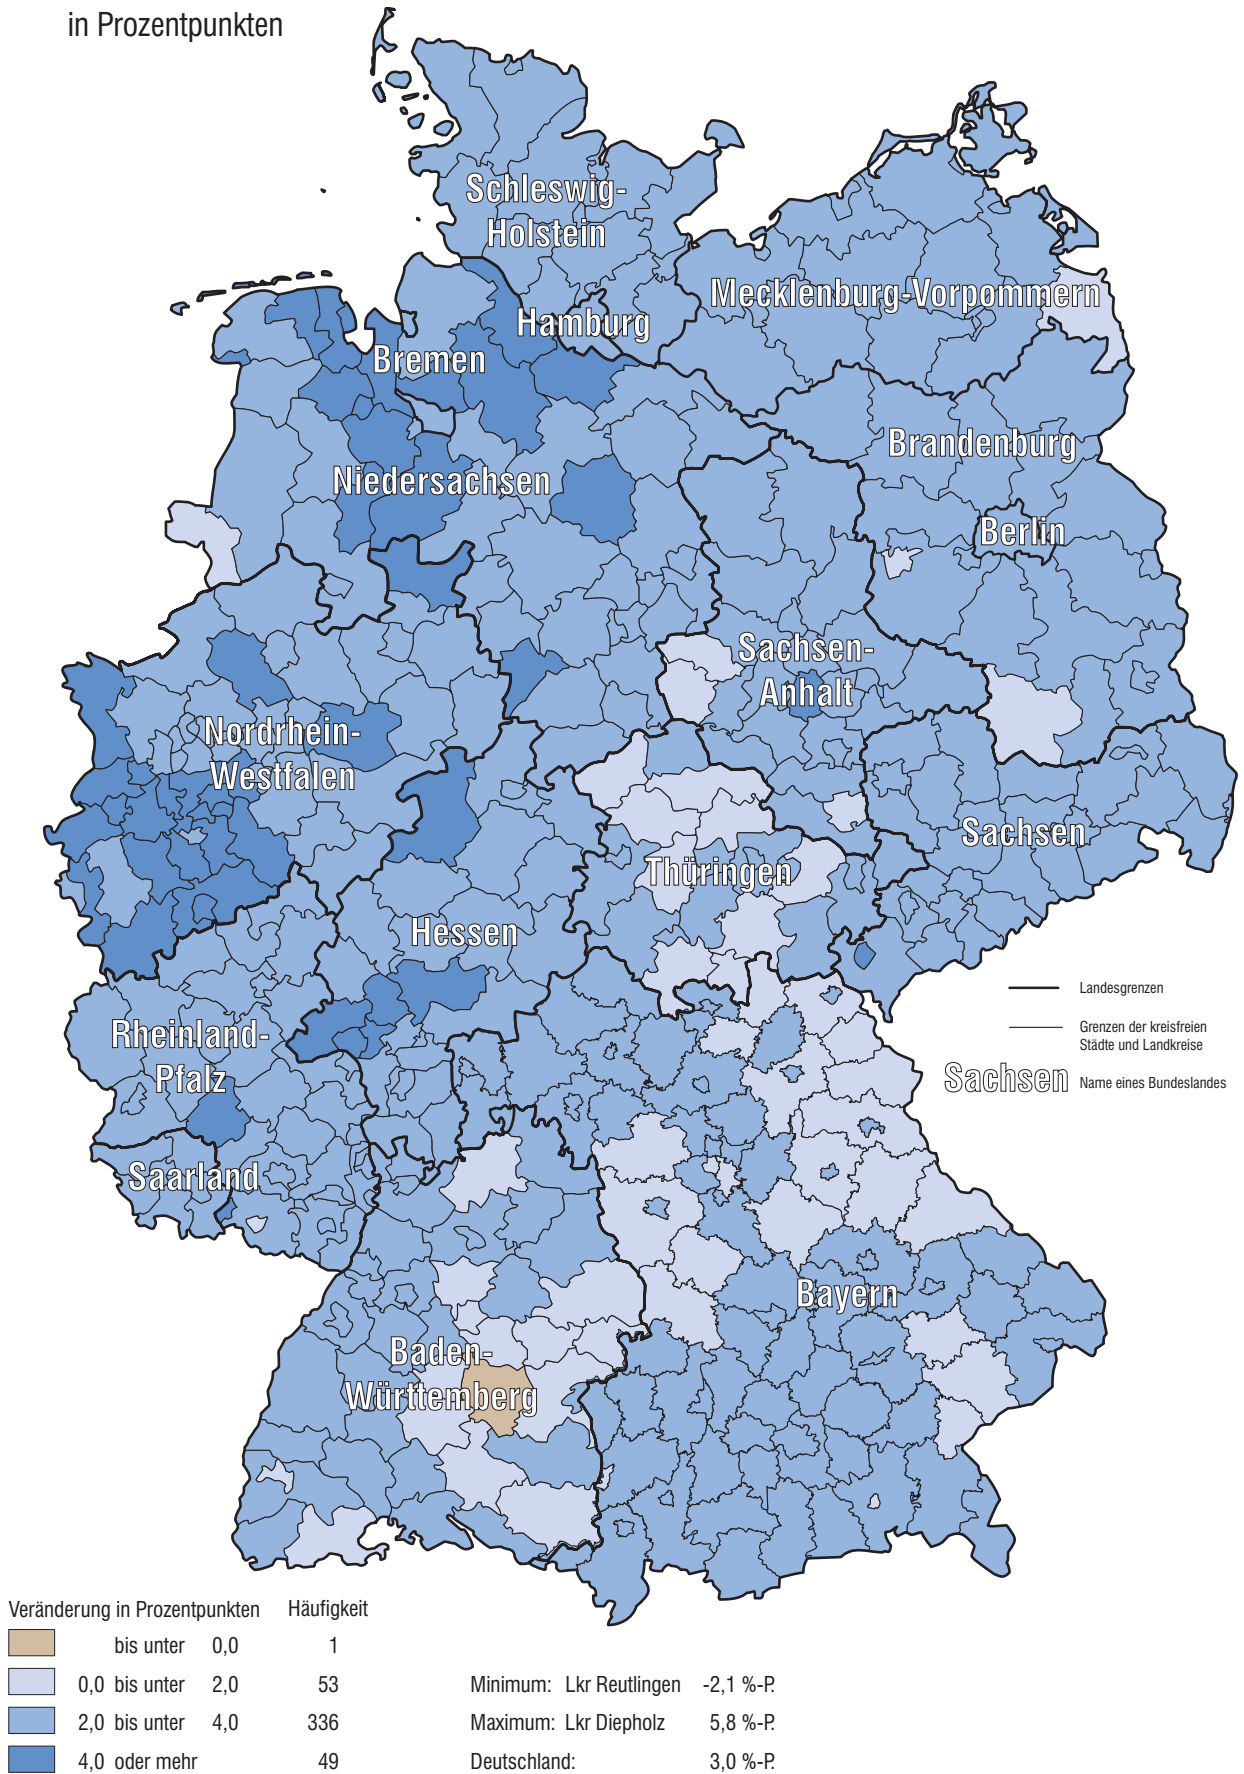 in Prozentpunkten
Schleswig-
Holstein
Mecklenburg-Vorpommern
Hamburg
Bremen
Brandenburg
Niedersachsen
Berlin
Sachsen-
Anhalt
Nordrhein-
Westfalen
Sachsen
Thüringen
Hessen
Landesgrenzen
Grenzen der kreisfreien
Städte und Landkreise
Sachsen Name eines Bundeslandes
Rheinland-
Pfalz
Saarland
Bayern
Baden-
Württemberg
Veränderung in Prozentpunkten Häufigkeit
bis unter 0,0 1
0,0 bis unter 2,0 53 Minimum: Lkr Reutlingen -2,1 %-P.
2,0 bis unter 4,0 336 Maximum: Lkr Diepholz 5,8 %-P.
4,0 oder mehr 49 Deutschland: 3,0 %-P.